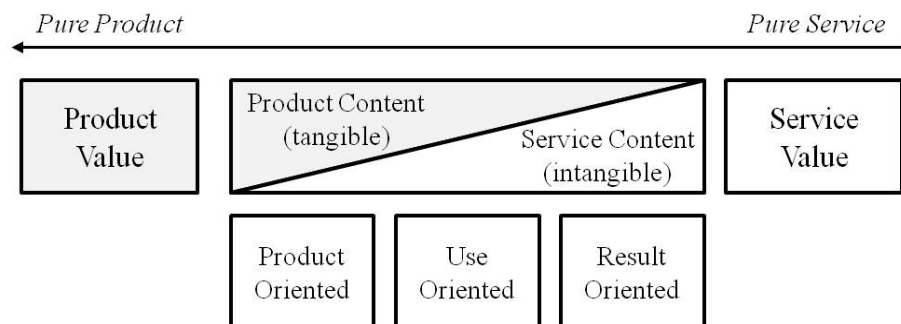 Pure Product
Pure Service
Product
Value
Product Content
(tangible)
Service Content
(intangible)
Service
Value
Product
Oriented
Use
Oriented
Result
Oriented